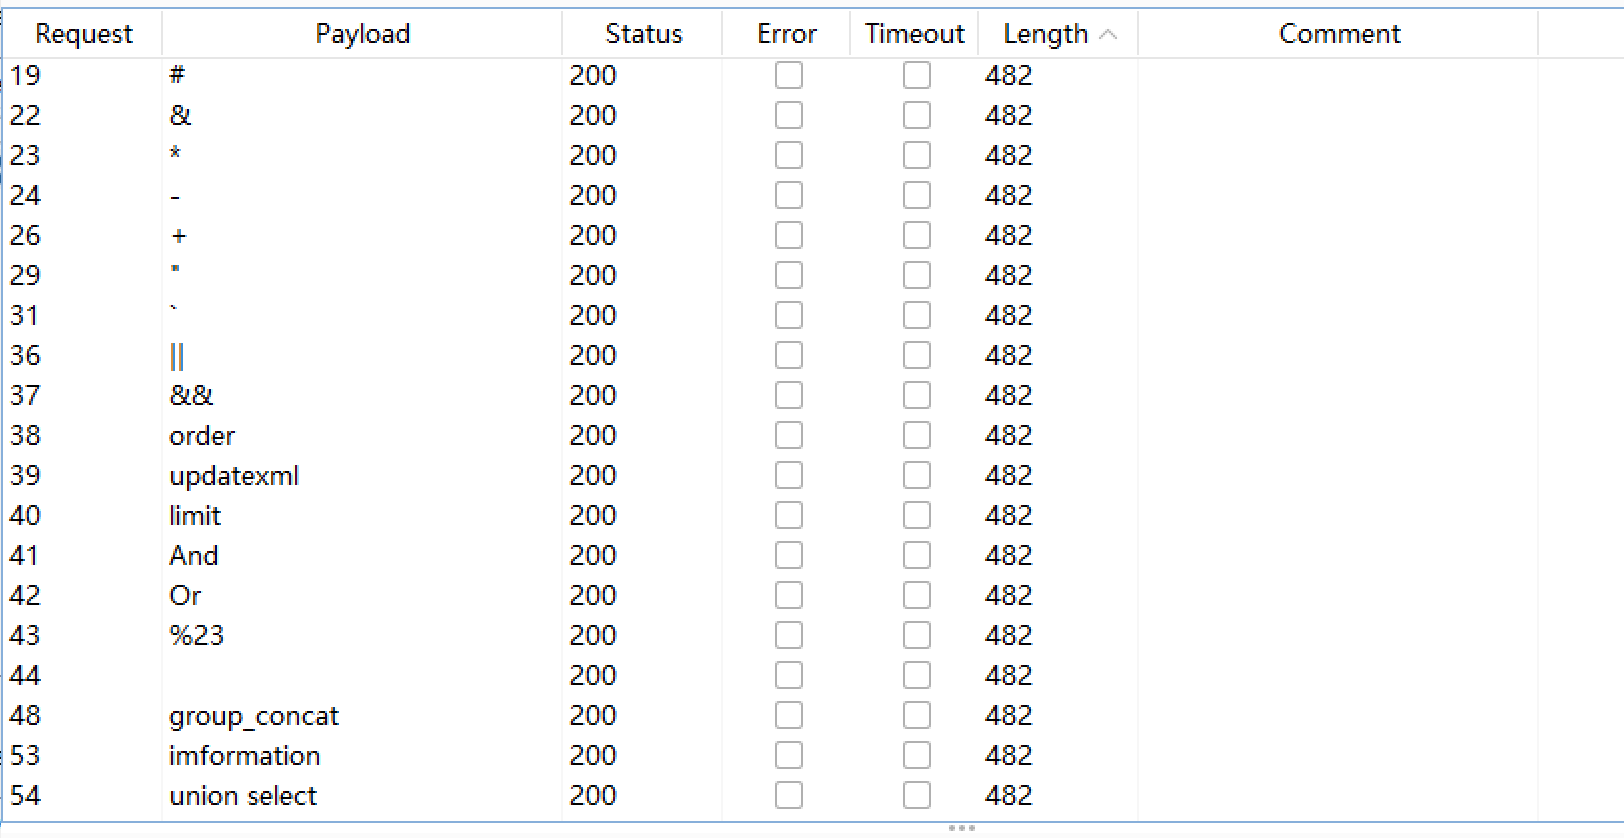 Request Payload Status Error Timeout Length Comment
19 # 200 482
22 & 200 482
23 * 200 482
24 - 200 482
26 + 200 482
29 " 200 482
31 ` 200 482
36 || 200 482
37 && 200 482
38 order 200 482
39 updatexml 200 482
40 limit 200 482
41 And 200 482
42 Or 200 482
43 %23 200 482
44 200 482
48 group_concat 200 482
53 imformation 200 482
54 union select 200 482